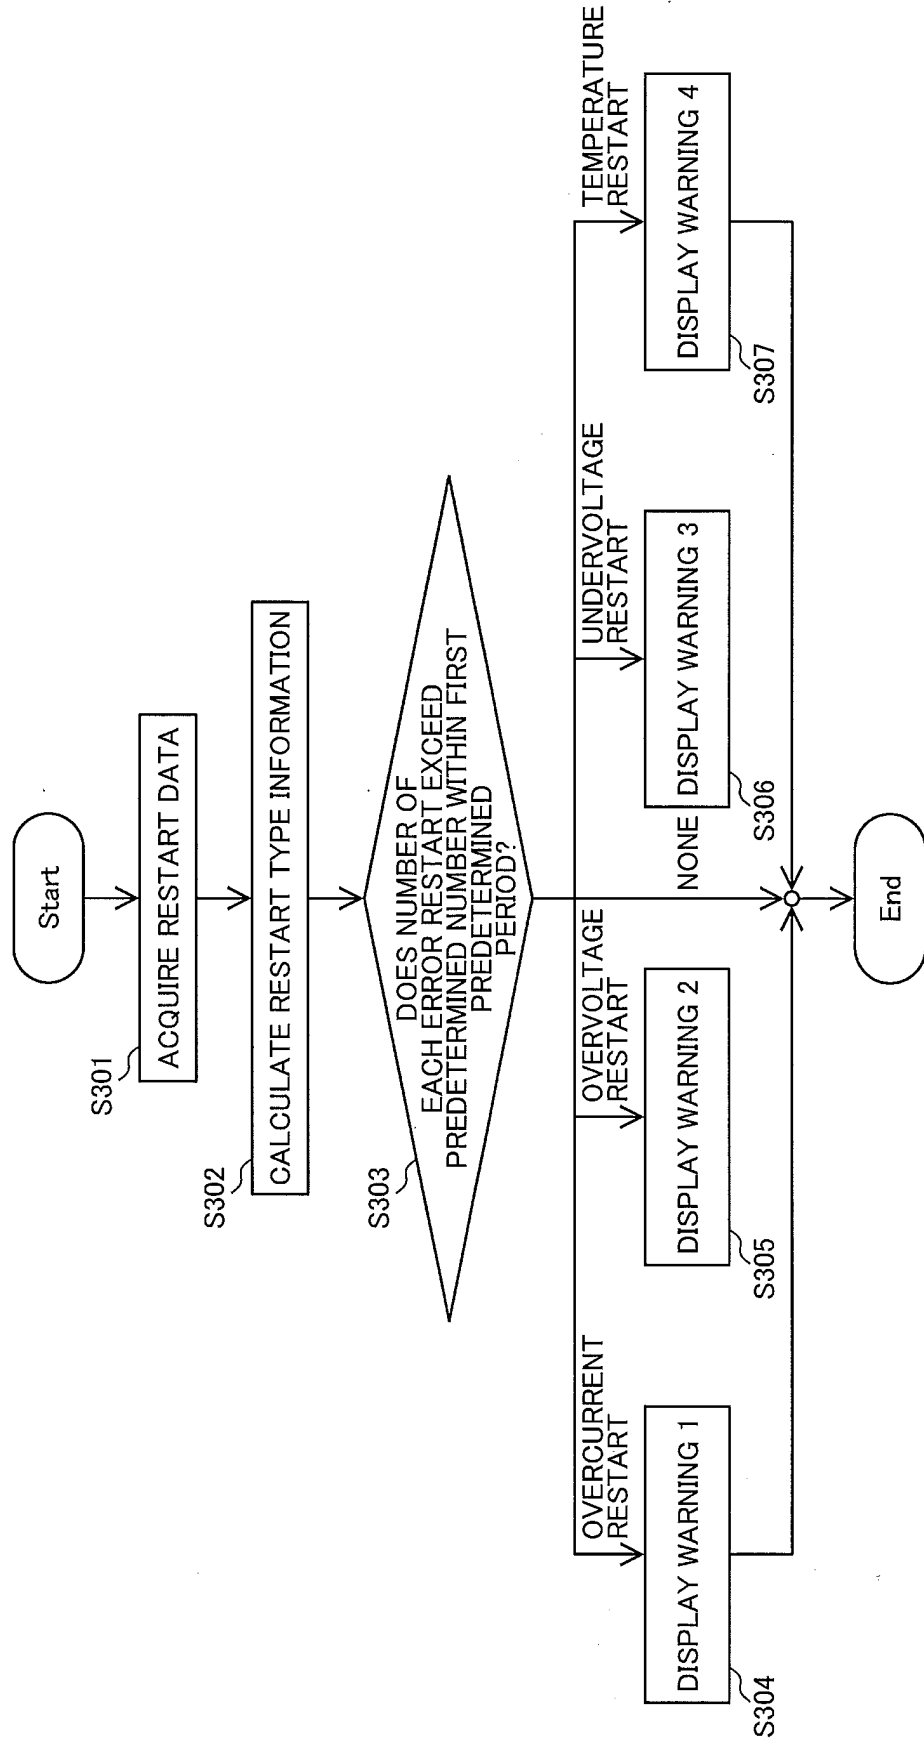 Start
S301
ACQUIRE RESTART DATA
S302
CALCULATE RESTART TYPE INFORMATION
S303
DOES NUMBER OF
EACH ERROR RESTART EXCEED
PREDETERMINED NUMBER WITHIN FIRST
PREDETERMINED
PERIOD?
OVERCURRENT
RESTART
OVERVOLTAGE
RESTART
UNDERVOLTAGE
RESTART
TEMPERATURE
RESTART
DISPLAY WARNING 1
DISPLAY WARNING 2
NONE
DISPLAY WARNING 3
DISPLAY WARNING 4
S304
S305
S306
S307
End